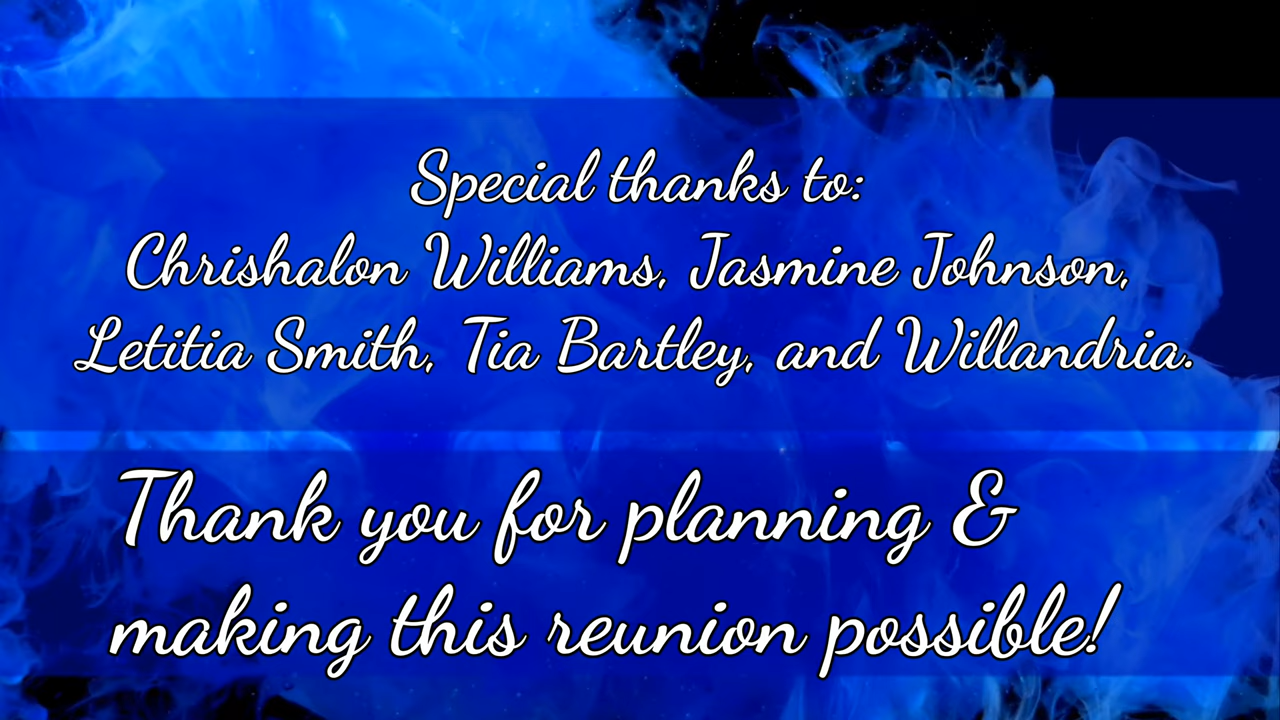 Special thanks to:
Chrishalon Williams, Jasmine Johnson,
Letitia Smith, Tia Bartley, and Willandria.
Thank you for planning &
making this reunion possible!